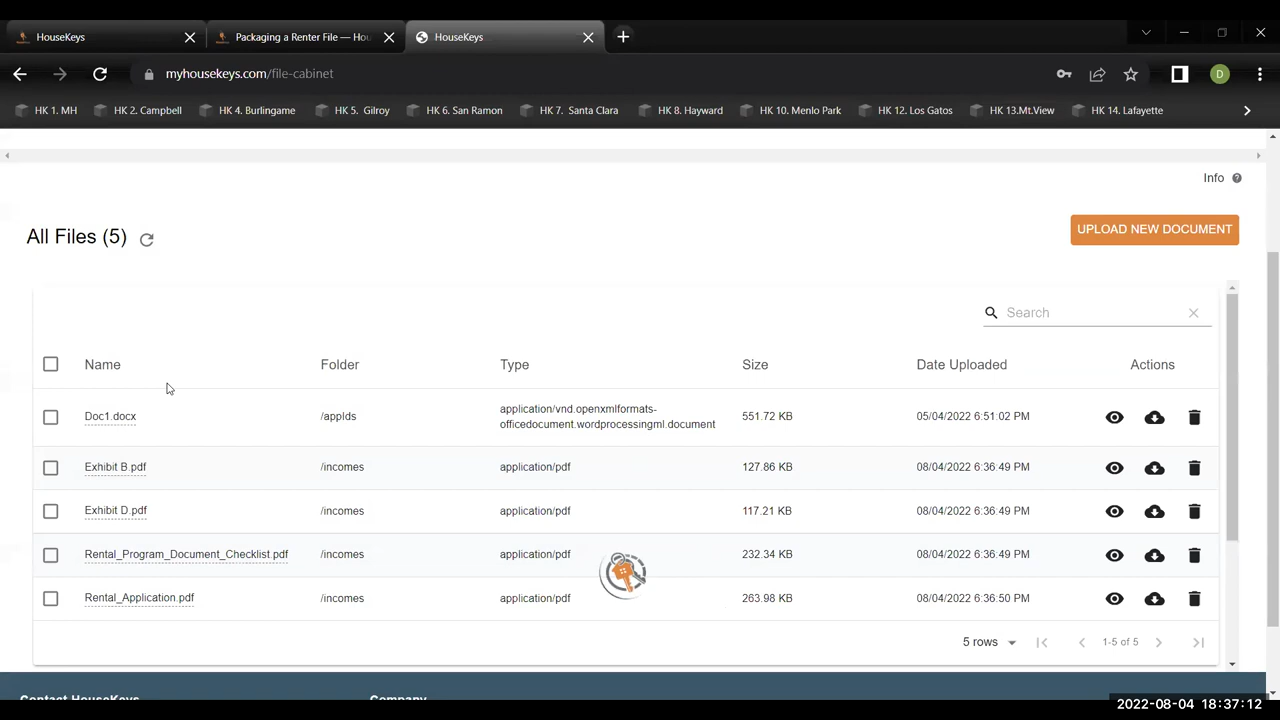 HouseKeys
Packaging a Renter File — Hou
HouseKeys
myhousekeys.com/file-cabinet
D
HK 1. MH
HK 2. Campbell
HK 4. Burlingame
HK 5. Gilroy
HK 6. San Ramon
HK 7. Santa Clara
HK 8. Hayward
HK 10. Menlo Park
HK 12. Los Gatos
HK 13.Mt.View
HK 14. Lafayette
Info
All Files (5)
UPLOAD NEW DOCUMENT
Search
Name Folder Type Size Date Uploaded Actions
Doc1.docx /appIds application/vnd.openxmlformats- 551.72 KB 05/04/2022 6:51:02 PM
officedocument.wordprocessingml.document
Exhibit B.pdf /incomes application/pdf 127.86 KB 08/04/2022 6:36:49 PM
Exhibit D.pdf /incomes application/pdf 117.21 KB 08/04/2022 6:36:49 PM
Rental_Program_Document_Checklist.pdf /incomes application/pdf 232.34 KB 08/04/2022 6:36:49 PM
Rental_Application.pdf /incomes application/pdf 263.98 KB 08/04/2022 6:36:50 PM
5 rows 1-5 of 5
Contact HouseKeys
Company
2022-08-04 18:37:12